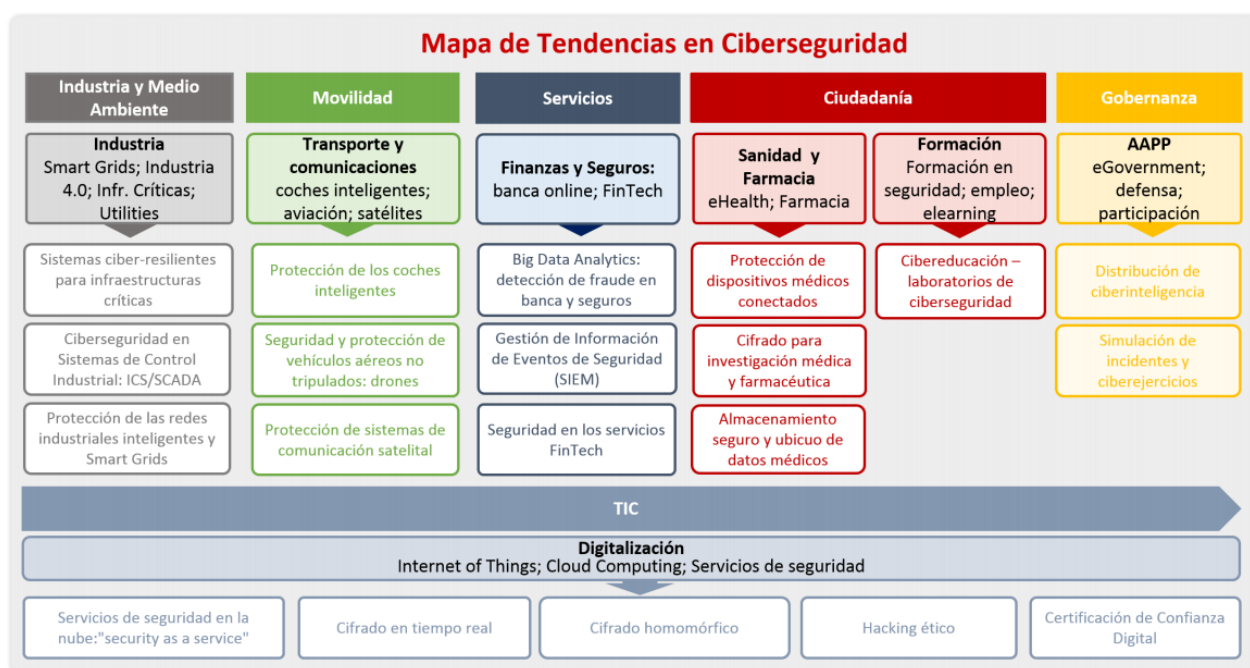 Mapa de Tendencias en Ciberseguridad
Industria y Medio
Ambiente
Movilidad
Servicios
Ciudadanía
Gobernanza
Industria
Smart Grids; Industria
4.0; Infr. Críticas;
Utilities
Transporte y
comunicaciones
coches inteligentes;
aviación; satélites
Finanzas y Seguros:
banca online; FinTech
Sanidad y
Farmacia
eHealth; Farmacia
Formación
Formación en
seguridad; empleo;
elearning
AAPP
eGovernment;
defensa;
participación
Sistemas ciber-resilientes
para infraestructuras
críticas
Protección de los coches
inteligentes
Big Data Analytics:
detección de fraude en
banca y seguros
Protección de
dispositivos médicos
conectados
Cibereducación –
laboratorios de
ciberseguridad
Distribución de
ciberinteligencia
Ciberseguridad en
Sistemas de Control
Industrial: ICS/SCADA
Seguridad y protección de
vehículos aéreos no
tripulados: drones
Gestión de Información
de Eventos de Seguridad
(SIEM)
Cifrado para
investigación médica
y farmacéutica
Simulación de
incidentes y
ciberejercicios
Protección de las redes
industriales inteligentes y
Smart Grids
Protección de sistemas de
comunicación satelital
Seguridad en los servicios
FinTech
Almacenamiento
seguro y ubicuo de
datos médicos
TIC
Digitalización
Internet of Things; Cloud Computing; Servicios de seguridad
Servicios de seguridad en la
nube:"security as a service"
Cifrado en tiempo real
Cifrado homomórfico
Hacking ético
Certificación de Confianza
Digital